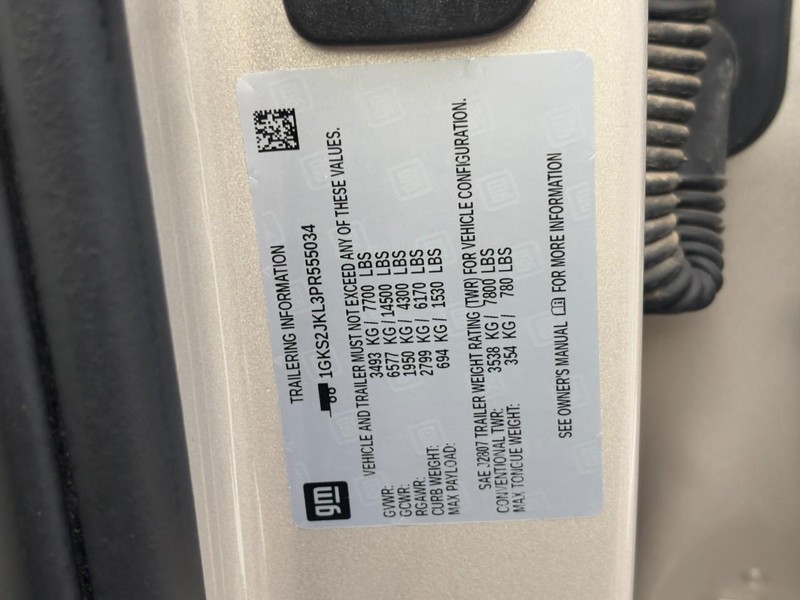 TRAILERING INFORMATION
1GKS2JKL3PR555034
VEHICLE AND TRAILER MUST NOT EXCEED ANY OF THESE VALUES.
GVWR: 3493 KG / 7700 LBS
GCWR: 6577 KG / 14500 LBS
RGAWR: 1950 KG / 4300 LBS
CURB WEIGHT: 2799 KG / 6170 LBS
MAX PAYLOAD: 694 KG / 1530 LBS
SAE J2807 TRAILER WEIGHT RATING (TWR) FOR VEHICLE CONFIGURATION.
CONVENTIONAL TWR: 3538 KG / 7800 LBS
MAX TONGUE WEIGHT: 354 KG / 780 LBS
SEE OWNER'S MANUAL FOR MORE INFORMATION
gm